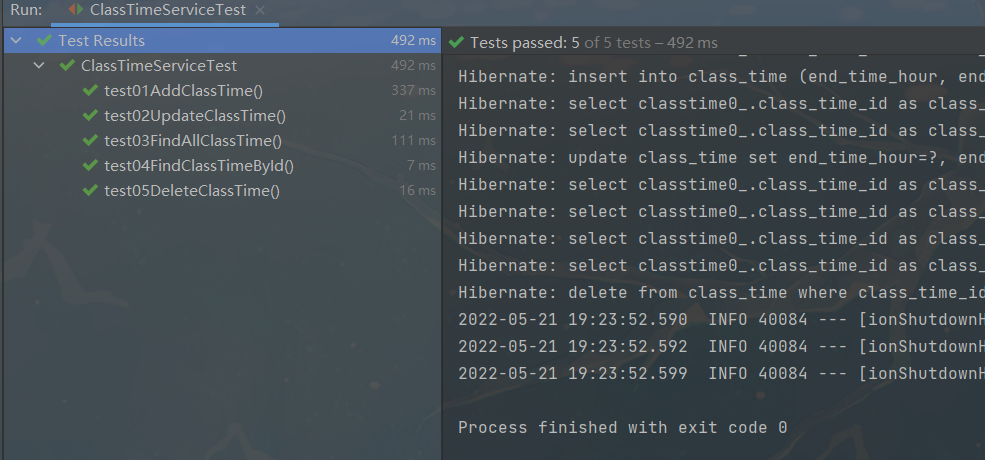 Run: ClassTimeServiceTest
Test Results 492 ms
ClassTimeServiceTest 492 ms
test01AddClassTime() 337 ms
test02UpdateClassTime() 21 ms
test03FindAllClassTime() 111 ms
test04FindClassTimeById() 7 ms
test05DeleteClassTime() 16 ms
Tests passed: 5 of 5 tests – 492 ms
Hibernate: insert into class_time (end_time_hour, end
Hibernate: select classtime0_.class_time_id as class_
Hibernate: select classtime0_.class_time_id as class_
Hibernate: update class_time set end_time_hour=?, end
Hibernate: select classtime0_.class_time_id as class_
Hibernate: select classtime0_.class_time_id as class_
Hibernate: select classtime0_.class_time_id as class_
Hibernate: select classtime0_.class_time_id as class_
Hibernate: delete from class_time where class_time_id
2022-05-21 19:23:52.590  INFO 40084 --- [ionShutdownH
2022-05-21 19:23:52.592  INFO 40084 --- [ionShutdownH
2022-05-21 19:23:52.599  INFO 40084 --- [ionShutdownH
Process finished with exit code 0